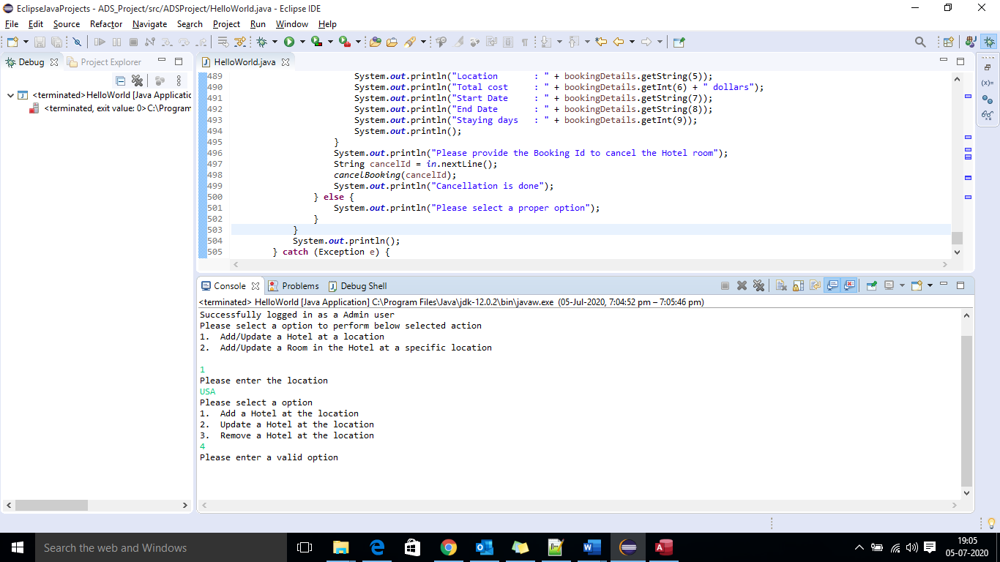 EclipseJavaProjects - ADS_Project/src/ADSProject/HelloWorld.java - Eclipse IDE
File Edit Source Refactor Navigate Search Project Run Window Help
Debug Project Explorer
<terminated>HelloWorld [Java Applicatio
<terminated, exit value: 0>C:\Program
HelloWorld.java
489 System.out.println("Location       : " + bookingDetails.getString(5));
490 System.out.println("Total cost     : " + bookingDetails.getInt(6) + " dollars");
491 System.out.println("Start Date     : " + bookingDetails.getString(7));
492 System.out.println("End Date       : " + bookingDetails.getString(8));
493 System.out.println("Staying days   : " + bookingDetails.getInt(9));
494 System.out.println();
495 }
496 System.out.println("Please provide the Booking Id to cancel the Hotel room");
497 String cancelId = in.nextLine();
498 cancelBooking(cancelId);
499 System.out.println("Cancellation is done");
500 } else {
501 System.out.println("Please select a proper option");
502 }
503 }
504 System.out.println();
505 } catch (Exception e) {
Console Problems Debug Shell
<terminated> HelloWorld [Java Application] C:\Program Files\Java\jdk-12.0.2\bin\javaw.exe (05-Jul-2020, 7:04:52 pm – 7:05:46 pm)
Successfully logged in as a Admin user
Please select a option to perform below selected action
1.  Add/Update a Hotel at a location
2.  Add/Update a Room in the Hotel at a specific location
1
Please enter the location
USA
Please select a option
1.  Add a Hotel at the location
2.  Update a Hotel at the location
3.  Remove a Hotel at the location
4
Please enter a valid option
Search the web and Windows
19:05
05-07-2020